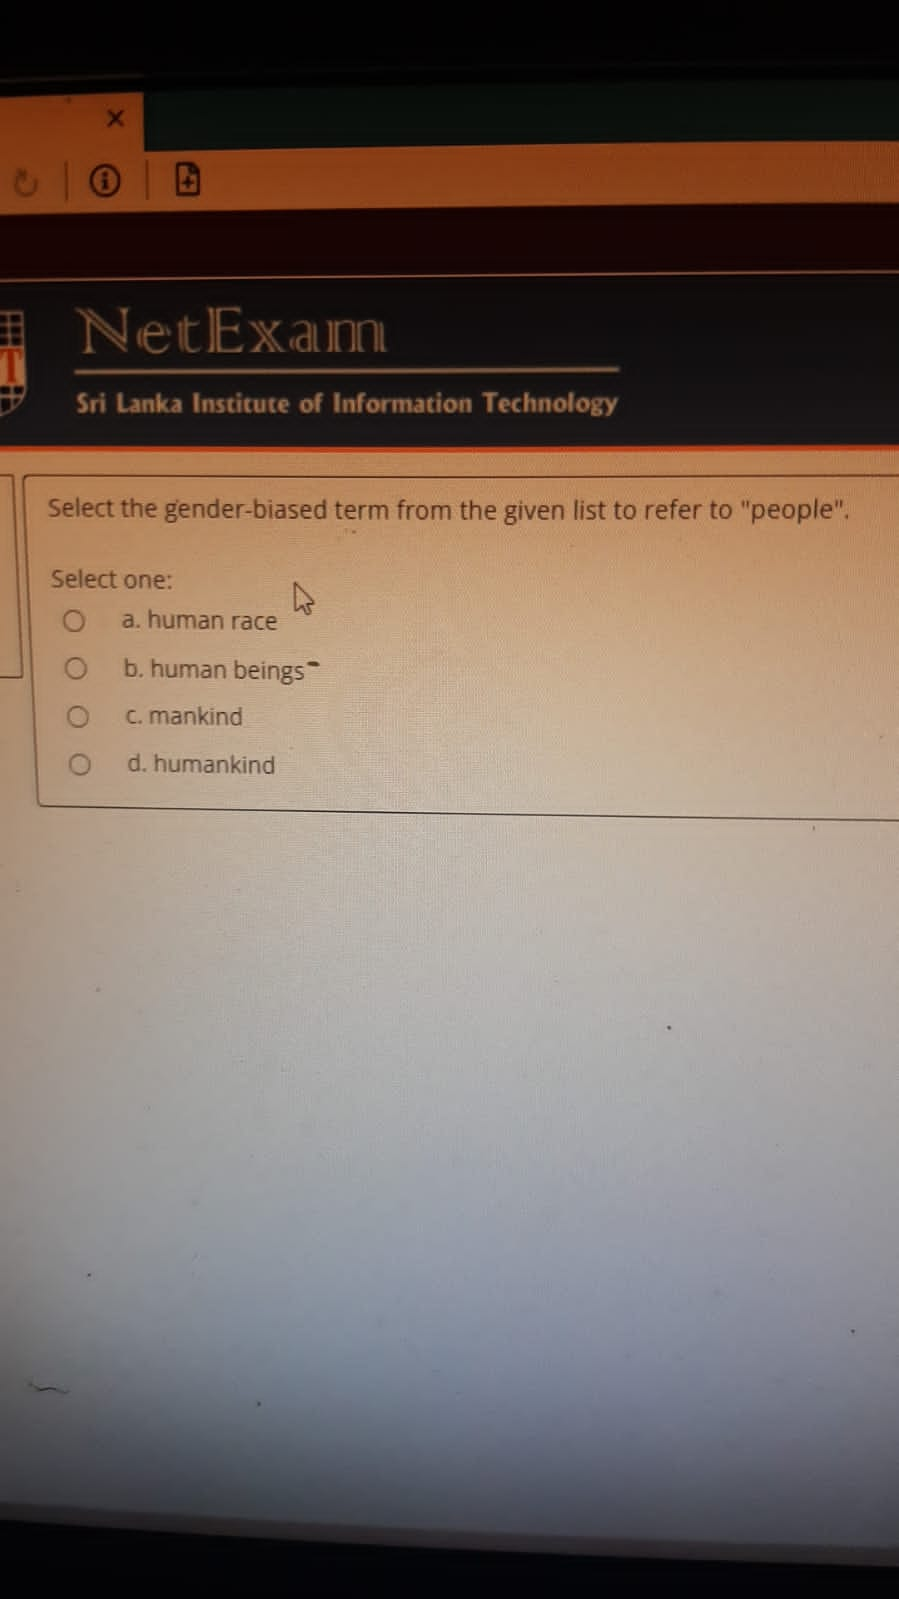 NetExam
Sri Lanka Institute of Information Technology
Select the gender-biased term from the given list to refer to "people".
Select one:
a. human race
b. human beings
c. mankind
d. humankind